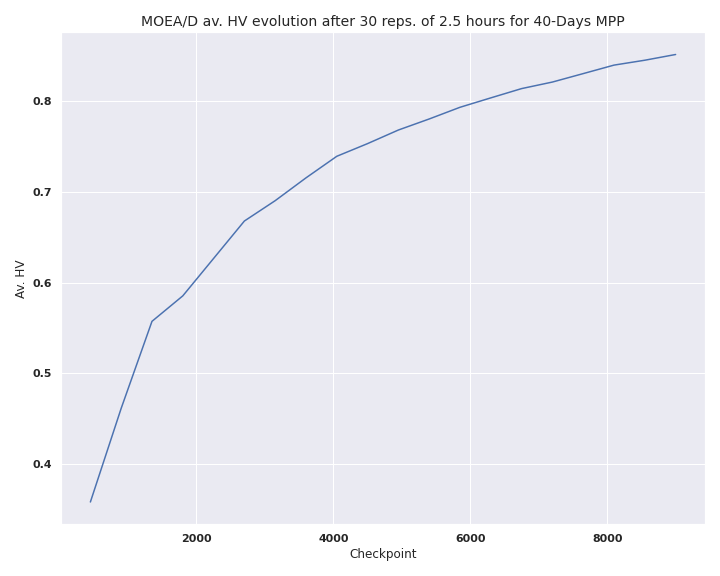 MOEA/D av. HV evolution after 30 reps. of 2.5 hours for 40-Days MPP
0.8
0.7
0.6
Av. HV
0.5
0.4
2000 4000 6000 8000
Checkpoint